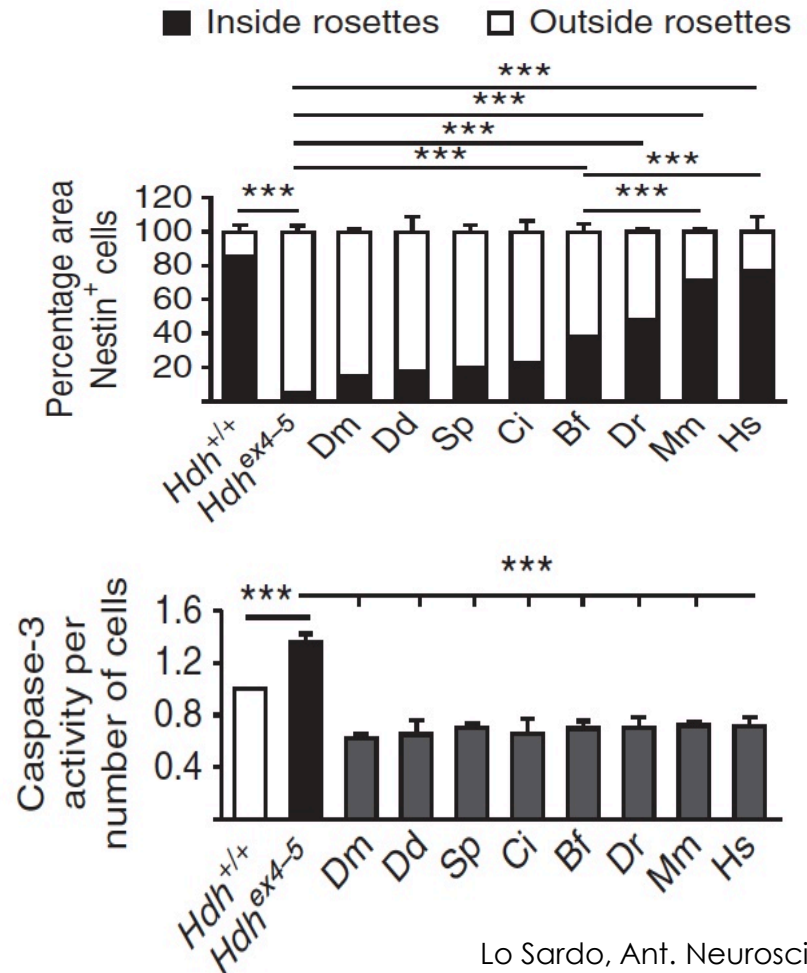 Inside rosettes Outside rosettes
***
***
***
***
***
***
***
Percentage area
Nestin+ cells
120
100
80
60
40
20
Hdh+/+ Hdhex4–5 Dm Dd Sp Ci Bf Dr Mm Hs
***
***
Caspase-3
activity per
number of cells
1.6
1.2
0.8
0.4
Hdh+/+ Hdhex4–5 Dm Dd Sp Ci Bf Dr Mm Hs
Lo Sardo, Ant. Neurosci